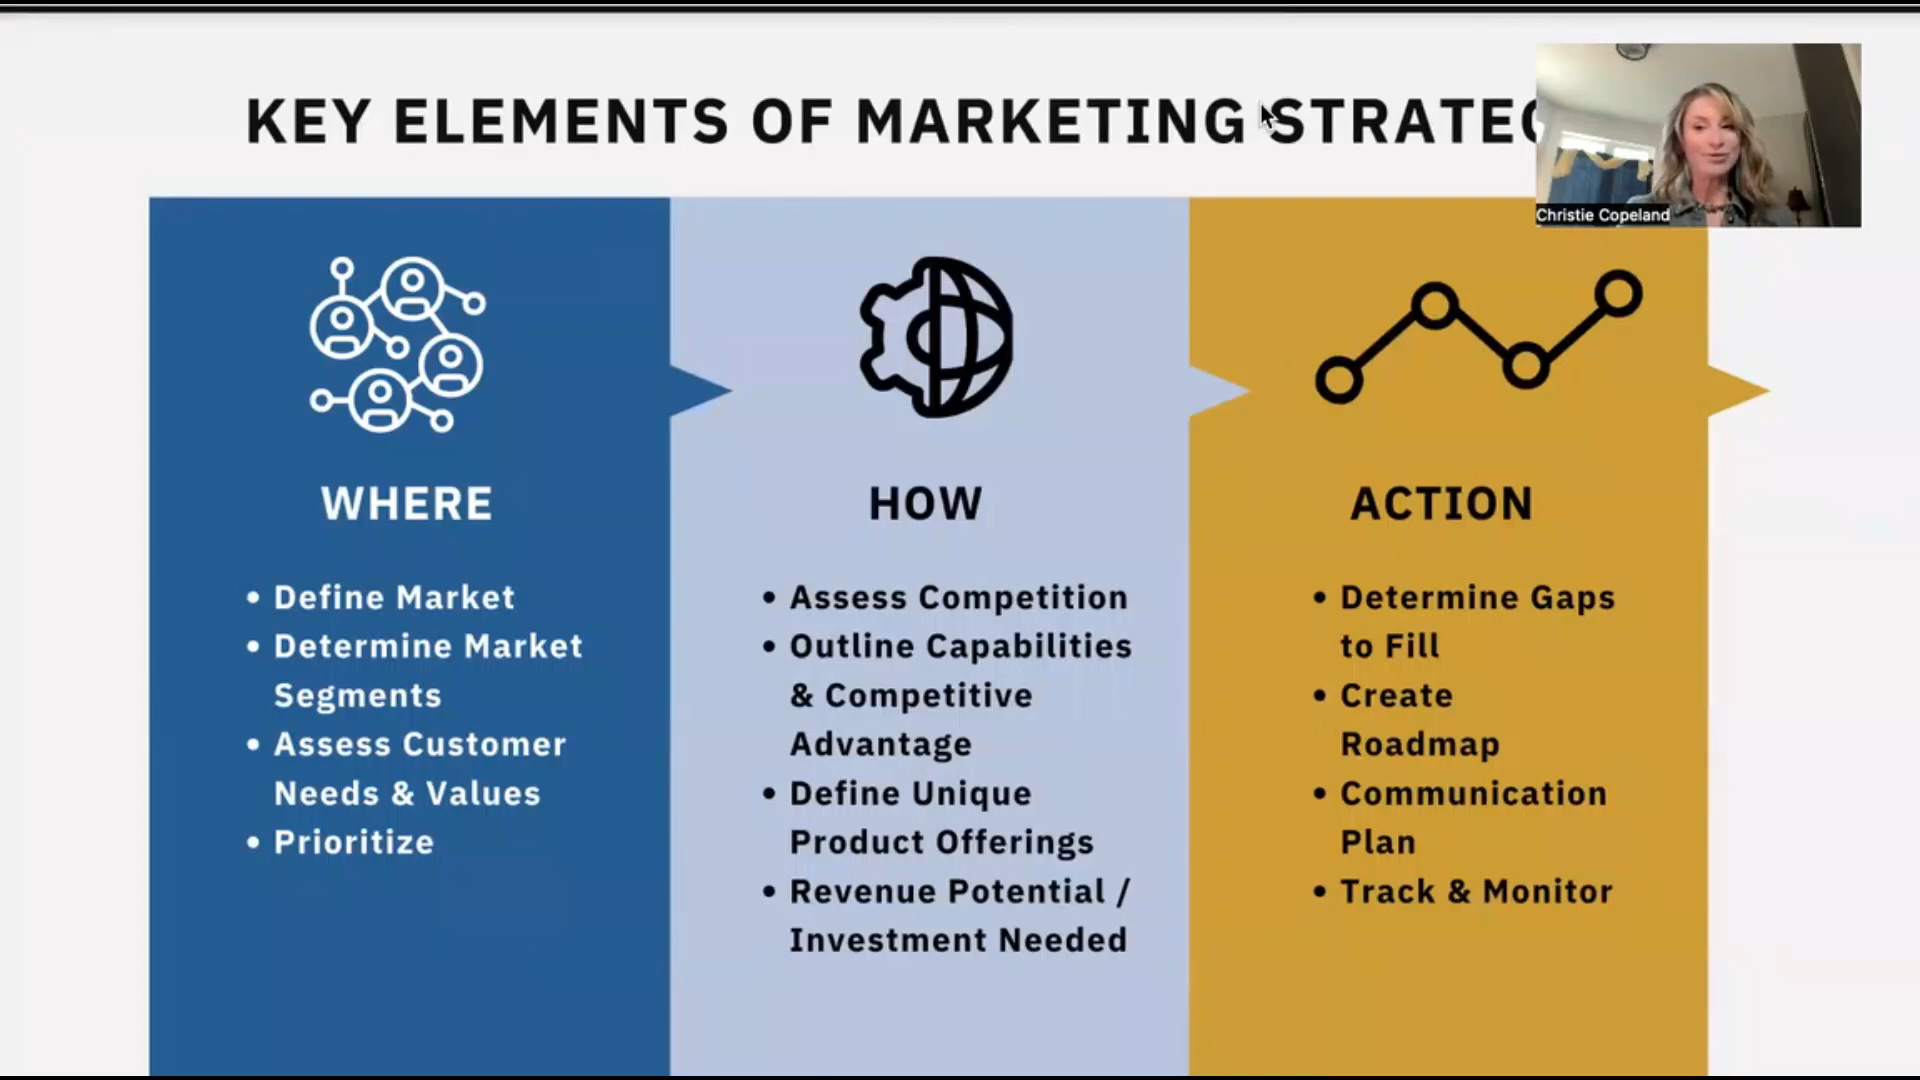 KEY ELEMENTS OF MARKETING
Christie Copeland
WHERE
• Define Market
• Determine Market
Segments
• Assess Customer
Needs & Values
• Prioritize
HOW
• Assess Competition
• Outline Capabilities
& Competitive
Advantage
• Define Unique
Product Offerings
• Revenue Potential /
Investment Needed
ACTION
• Determine Gaps
to Fill
• Create
Roadmap
• Communication
Plan
• Track & Monitor